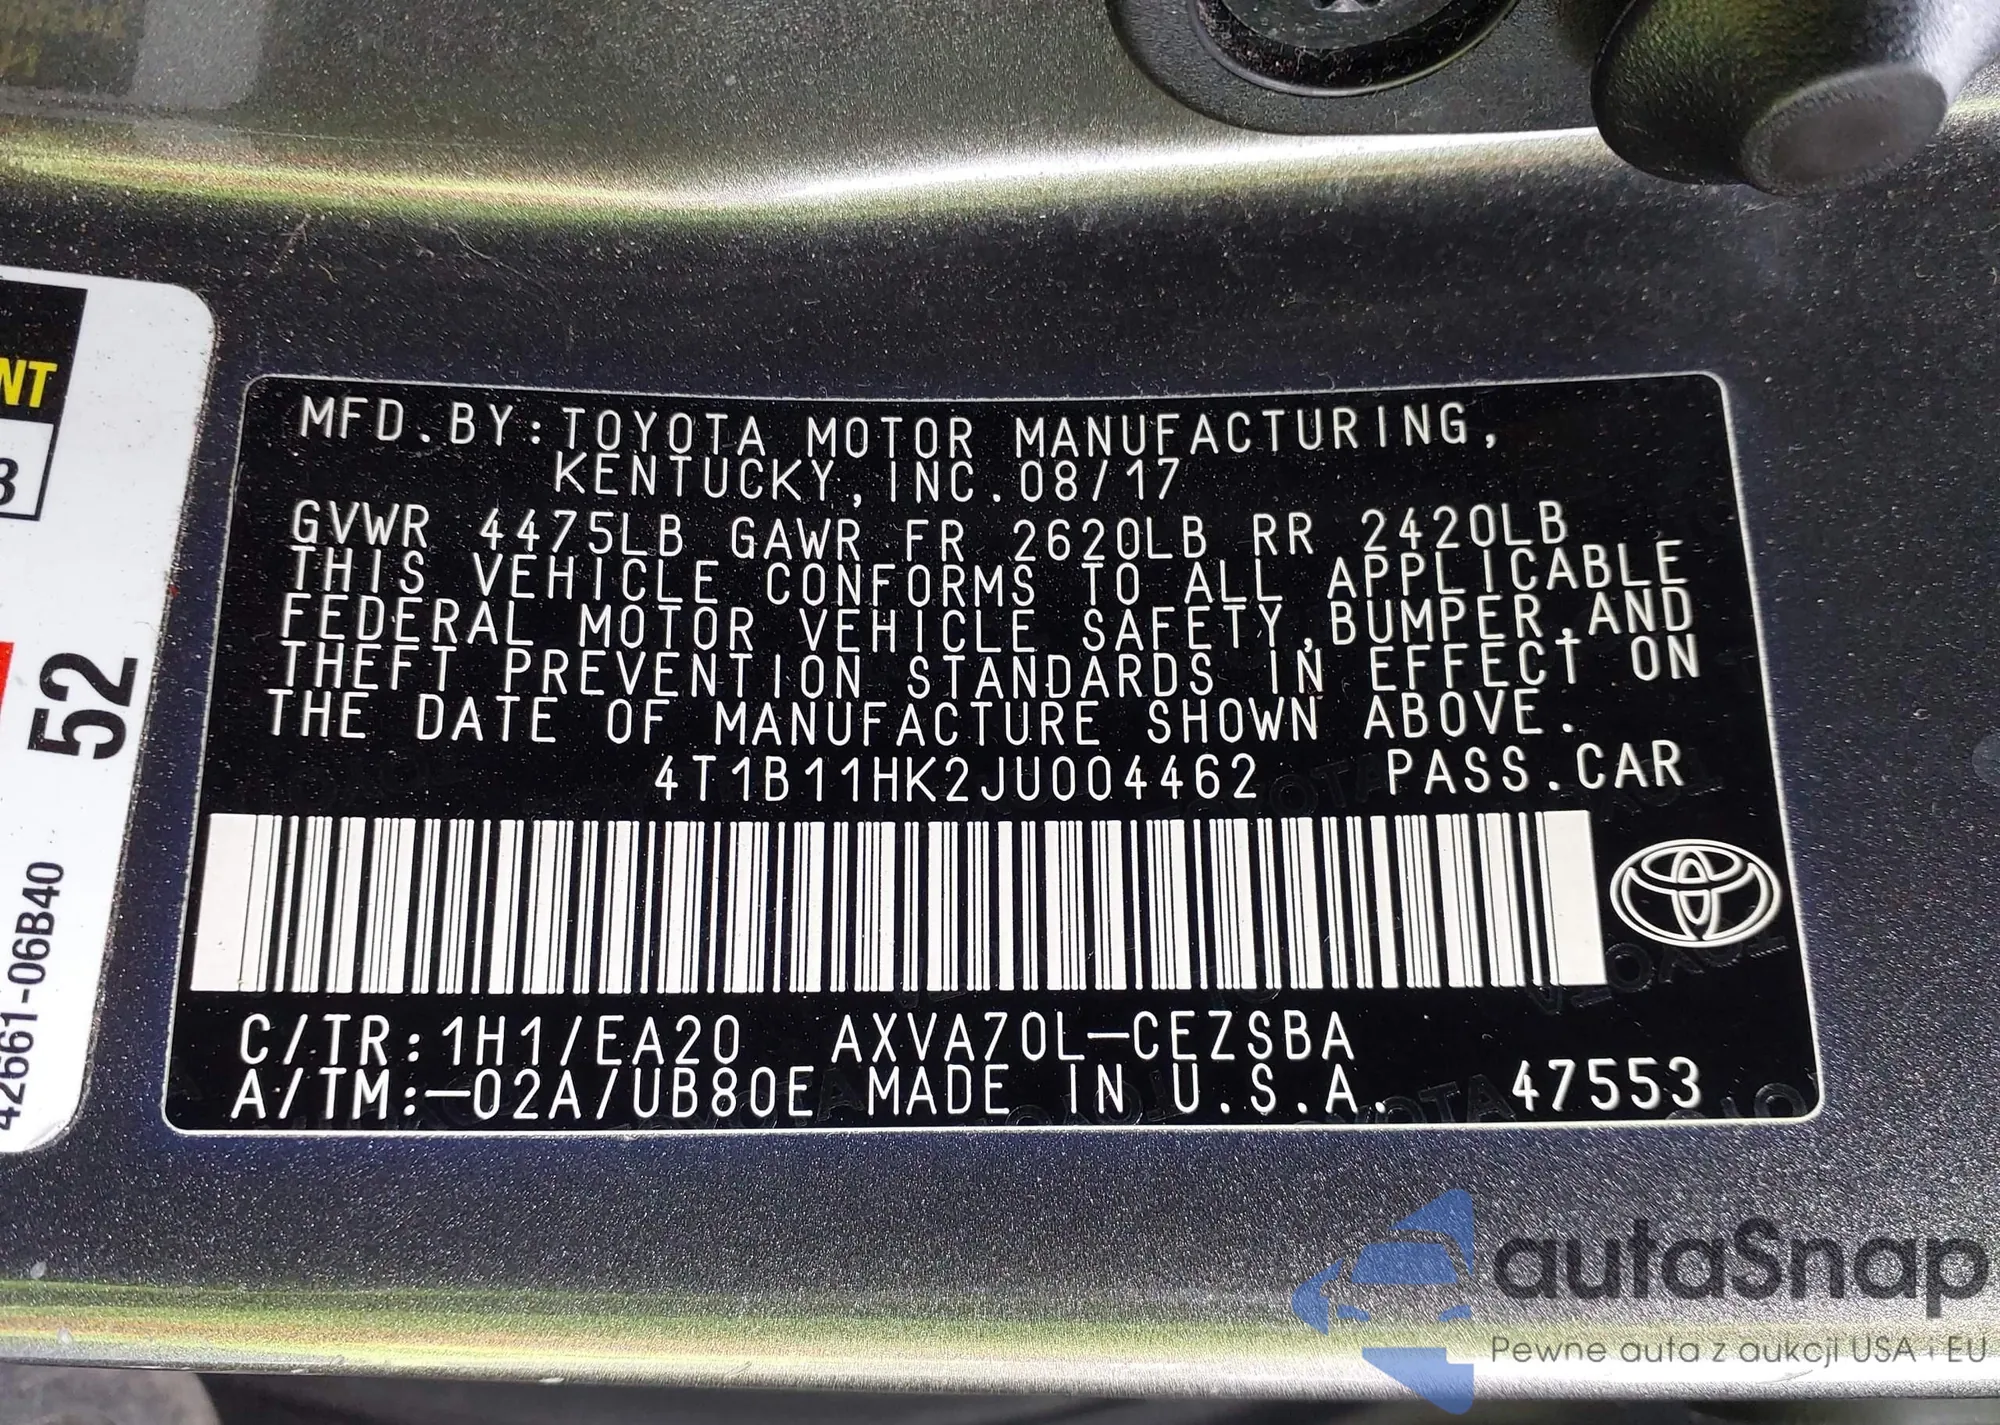 NT
3
52
42661-06B40
MFD.BY:TOYOTA MOTOR MANUFACTURING,
KENTUCKY,INC.08/17
GVWR 4475LB GAWR FR 2620LB RR 2420LB
THIS VEHICLE CONFORMS TO ALL APPLICABLE
FEDERAL MOTOR VEHICLE SAFETY,BUMPER,AND
THEFT PREVENTION STANDARDS IN EFFECT ON
THE DATE OF MANUFACTURE SHOWN ABOVE.
4T1B11HK2JU004462 PASS.CAR
C/TR:1H1/EA20 AXVA70L-CEZSBA
A/TM:-02A/UB80E MADE IN U.S.A. 47553
autaSnap
Pewne auta z aukcji USA i EU